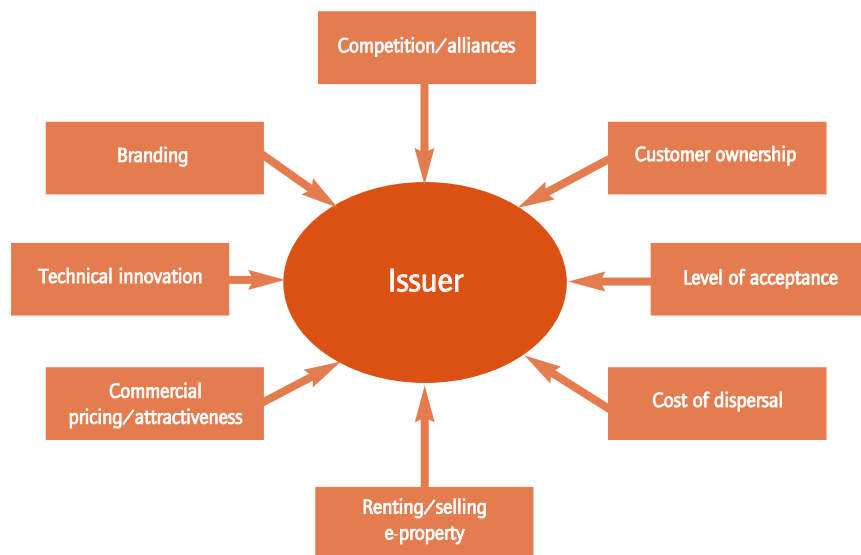 Competition/alliances
Branding
Customer ownership
Technical innovation
Issuer
Level of acceptance
Commercial
pricing/attractiveness
Cost of dispersal
Renting/selling
e-property